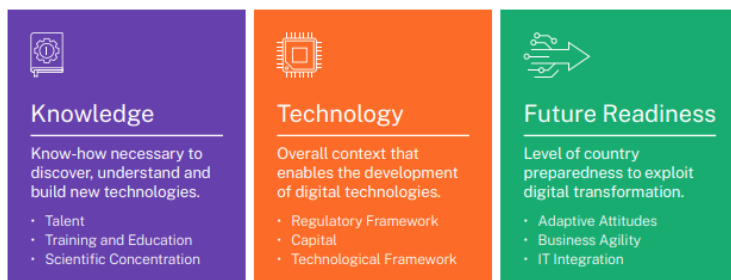 Knowledge
Know-how necessary to
discover, understand and
build new technologies.
• Talent
• Training and Education
• Scientific Concentration
Technology
Overall context that
enables the development
of digital technologies.
• Regulatory Framework
• Capital
• Technological Framework
Future Readiness
Level of country
preparedness to exploit
digital transformation.
• Adaptive Attitudes
• Business Agility
• IT Integration